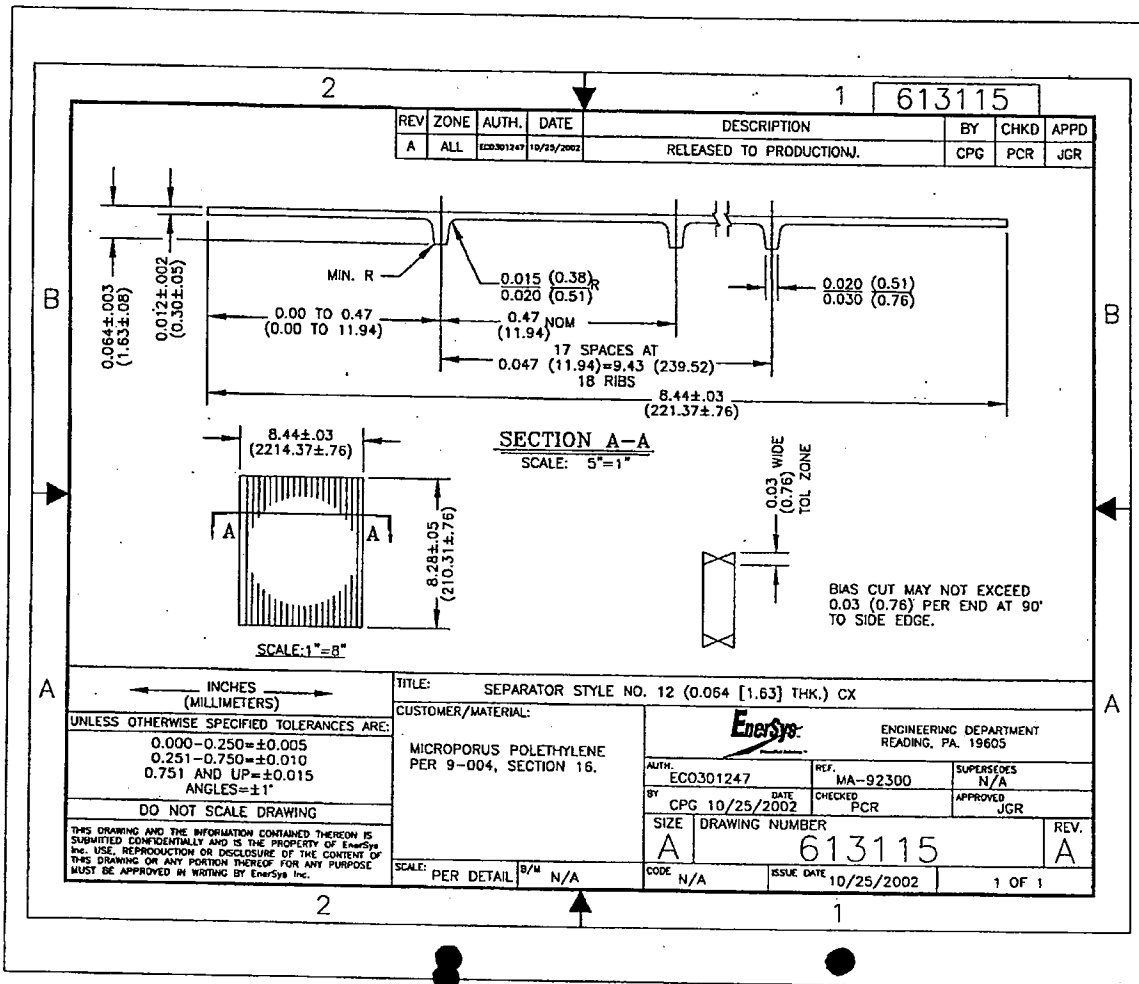 2
1
613115
REV ZONE AUTH. DATE DESCRIPTION BY CHKD APPD
A ALL ECO301247 10/25/2002 RELEASED TO PRODUCTIONJ. CPG PCR JGR
0.064±.003
(1.63±.08)
0.012±.002
(0.30±.05)
MIN. R
0.015 (0.38)
0.020 (0.51)
R
0.020 (0.51)
0.030 (0.76)
B
B
0.00 TO 0.47
(0.00 TO 11.94)
0.47 NOM
(11.94)
17 SPACES AT
0.047 (11.94)=9.43 (239.52)
18 RIBS
8.44±.03
(221.37±.76)
8.44±.03
(2214.37±.76)
SECTION A-A
SCALE: 5"=1"
A A
8.28±.05
(210.31±.76)
SCALE:1"=8"
0.03 WIDE
(0.76)
TOL ZONE
BIAS CUT MAY NOT EXCEED
0.03 (0.76) PER END AT 90'
TO SIDE EDGE.
A
A
INCHES
(MILLIMETERS)
UNLESS OTHERWISE SPECIFIED TOLERANCES ARE:
0.000-0.250=±0.005
0.251-0.750=±0.010
0.751 AND UP=±0.015
ANGLES=±1°
DO NOT SCALE DRAWING
THIS DRAWING AND THE INFORMATION CONTAINED THEREON IS
SUBMITTED CONFIDENTIALLY AND IS THE PROPERTY OF EnerSys
Inc. USE, REPRODUCTION OR DISCLOSURE OF THE CONTENT OF
THIS DRAWING OR ANY PORTION THEREOF FOR ANY PURPOSE
MUST BE APPROVED IN WRITING BY EnerSys Inc.
TITLE: SEPARATOR STYLE NO. 12 (0.064 [1.63] THK.) CX
CUSTOMER/MATERIAL:
MICROPORUS POLETHYLENE
PER 9-004, SECTION 16.
SCALE: PER DETAIL B/M N/A
EnerSys
ENGINEERING DEPARTMENT
READING, PA. 19605
AUTH. ECO301247 REF. MA-92300 SUPERSEDES N/A
BY CPG DATE 10/25/2002 CHECKED PCR APPROVED JGR
SIZE A DRAWING NUMBER 613115 REV. A
CODE N/A ISSUE DATE 10/25/2002 1 OF 1
2
1